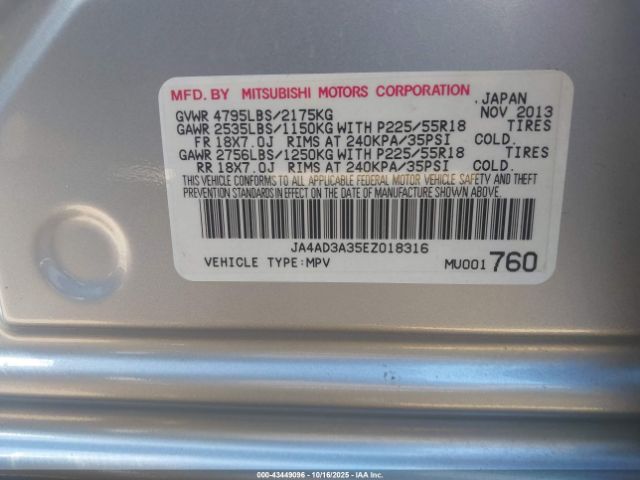 MFD. BY MITSUBISHI MOTORS CORPORATION
, JAPAN
GVWR 4795LBS/2175KG NOV 2013
GAWR 2535LBS/1150KG WITH P225/55R18 TIRES
FR 18X7.0J RIMS AT 240KPA/35PSI COLD.
GAWR 2756LBS/1250KG WITH P225/55R18 TIRES
RR 18X7.0J RIMS AT 240KPA/35PSI COLD.
THIS VEHICLE CONFORMS TO ALL APPLICABLE FEDERAL MOTOR VEHICLE SAFETY AND THEFT
PREVENTION STANDARDS IN EFFECT ON THE DATE OF MANUFACTURE SHOWN ABOVE.
JA4AD3A35EZ018316
VEHICLE TYPE:MPV MU001760
000-43449096 - 10/16/2025 - IAA Inc.